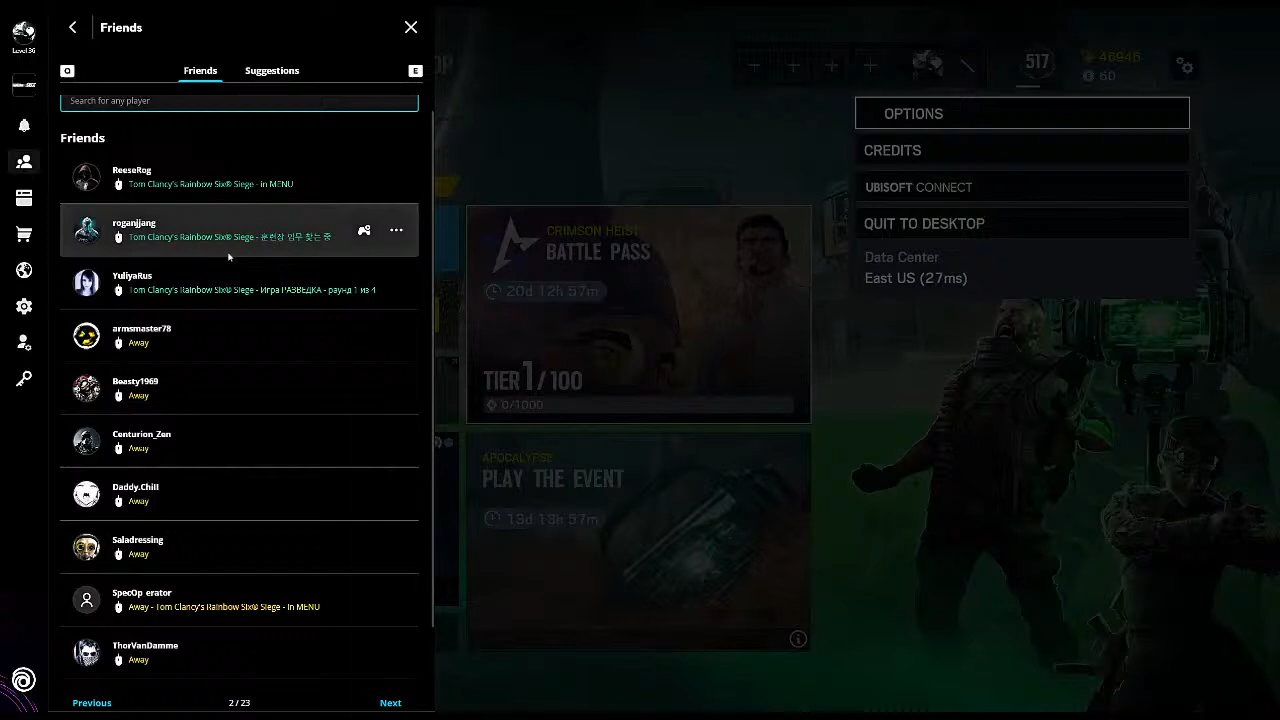 Friends
Level 36
Q
Friends
Suggestions
E
Search for any player
Friends
ReeseRog
Tom Clancy's Rainbow Six® Siege - in MENU
roganjjang
Tom Clancy's Rainbow Six® Siege - 훈련장 임무 찾는 중
YuliyaRus
Tom Clancy's Rainbow Six® Siege - Игра РАЗВЕДКА - раунд 1 из 4
armsmaster78
Away
Beasty1969
Away
Centurion_Zen
Away
Daddy.Chill
Away
Saladressing
Away
SpecOp erator
Away - Tom Clancy's Rainbow Six® Siege - in MENU
ThorVanDamme
Away
Previous
2 / 23
Next
517
46945
60
OPTIONS
CREDITS
UBISOFT CONNECT
QUIT TO DESKTOP
Data Center
East US (27ms)
CRIMSON HEIST
BATTLE PASS
20d 12h 57m
TIER 1 / 100
0/1000
APOCALYPSE
PLAY THE EVENT
13d 13h 57m